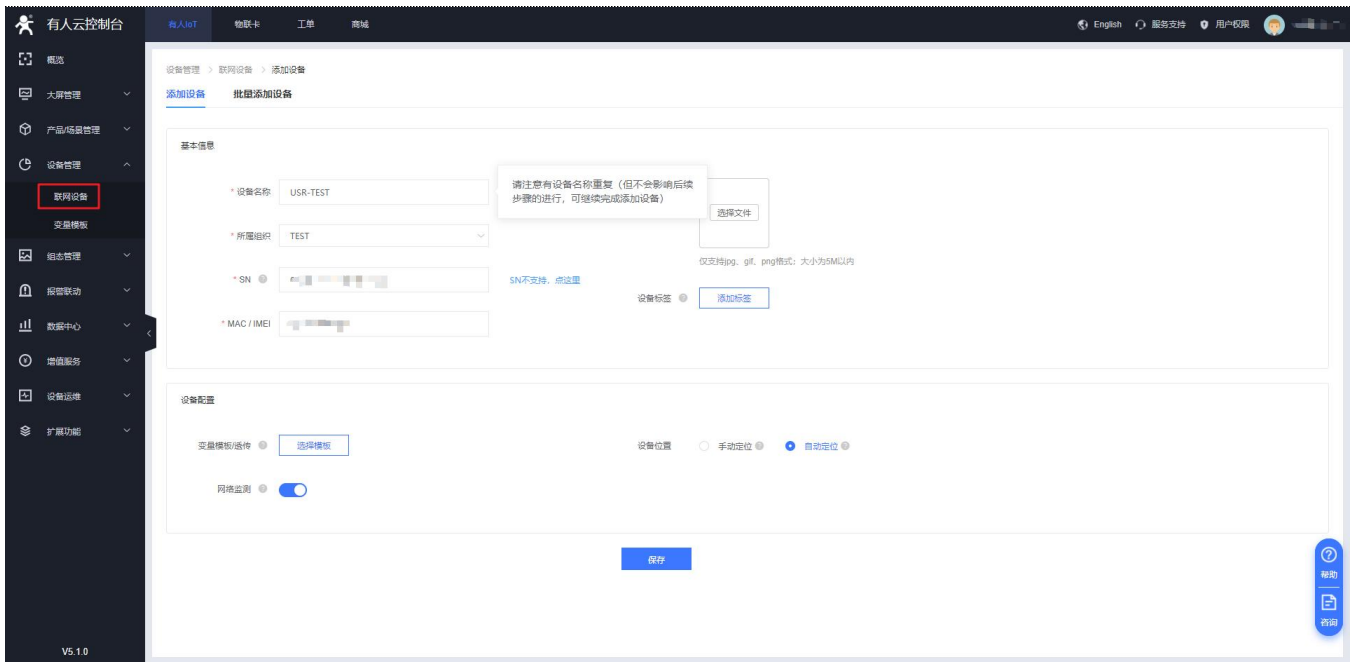 有人云控制台
有人IoT 物联卡 工单 商城
English 服务支持 用户权限
概览
大屏管理
产品/场景管理
设备管理
联网设备
变量模板
组态管理
报警联动
数据中心
增值服务
设备运维
扩展功能
V5.1.0
设备管理 > 联网设备 > 添加设备
添加设备 批量添加设备
基本信息
* 设备名称 USR-TEST
请注意有设备名称重复（但不会影响后续
步骤的进行，可继续完成添加设备）
选择文件
* 所属组织 TEST
仅支持jpg、gif、png格式；大小为5M以内
* SN SN不支持，点这里
设备标签 添加标签
* MAC / IMEI
设备配置
变量模板/透传 选择模板
设备位置 手动定位 自动定位
网络监测
保存
帮助
咨询